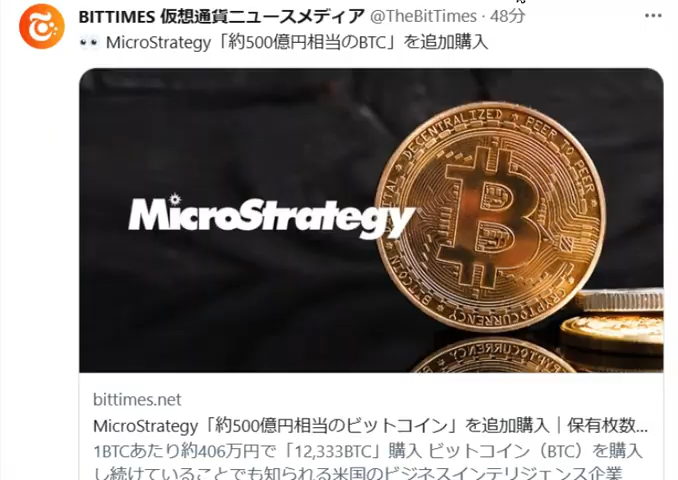 BITTIMES 仮想通貨ニュースメディア @TheBitTimes · 48分
👀 MicroStrategy「約500億円相当のBTC」を追加購入
DECENTRALIZED PEER TO PEER
MicroStrategy
BITCOIN CRYPTOCURRENCY
bittimes.net
MicroStrategy「約500億円相当のビットコイン」を追加購入｜保有枚数...
1BTCあたり約406万円で「12,333BTC」購入 ビットコイン（BTC）を購入
し続けていることでも知られる米国のビジネスインテリジェンス企業